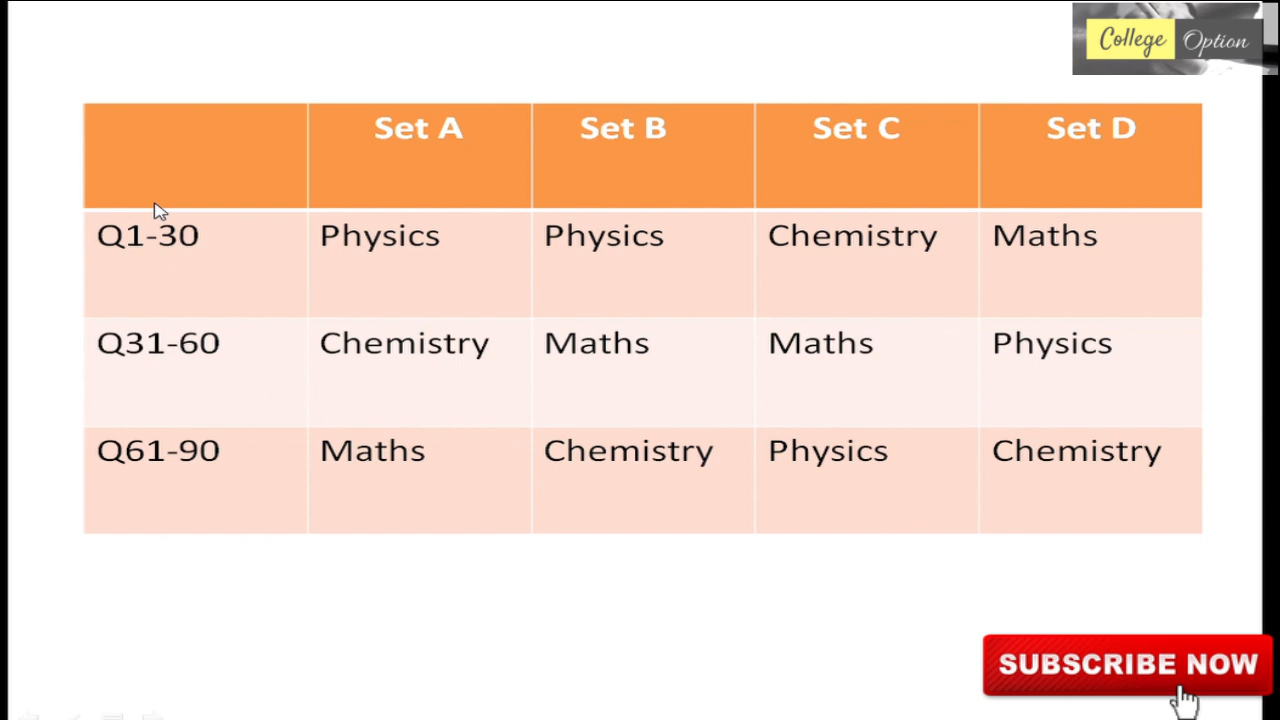 College Option
Set A Set B Set C Set D
Q1-30 Physics Physics Chemistry Maths
Q31-60 Chemistry Maths Maths Physics
Q61-90 Maths Chemistry Physics Chemistry
SUBSCRIBE NOW